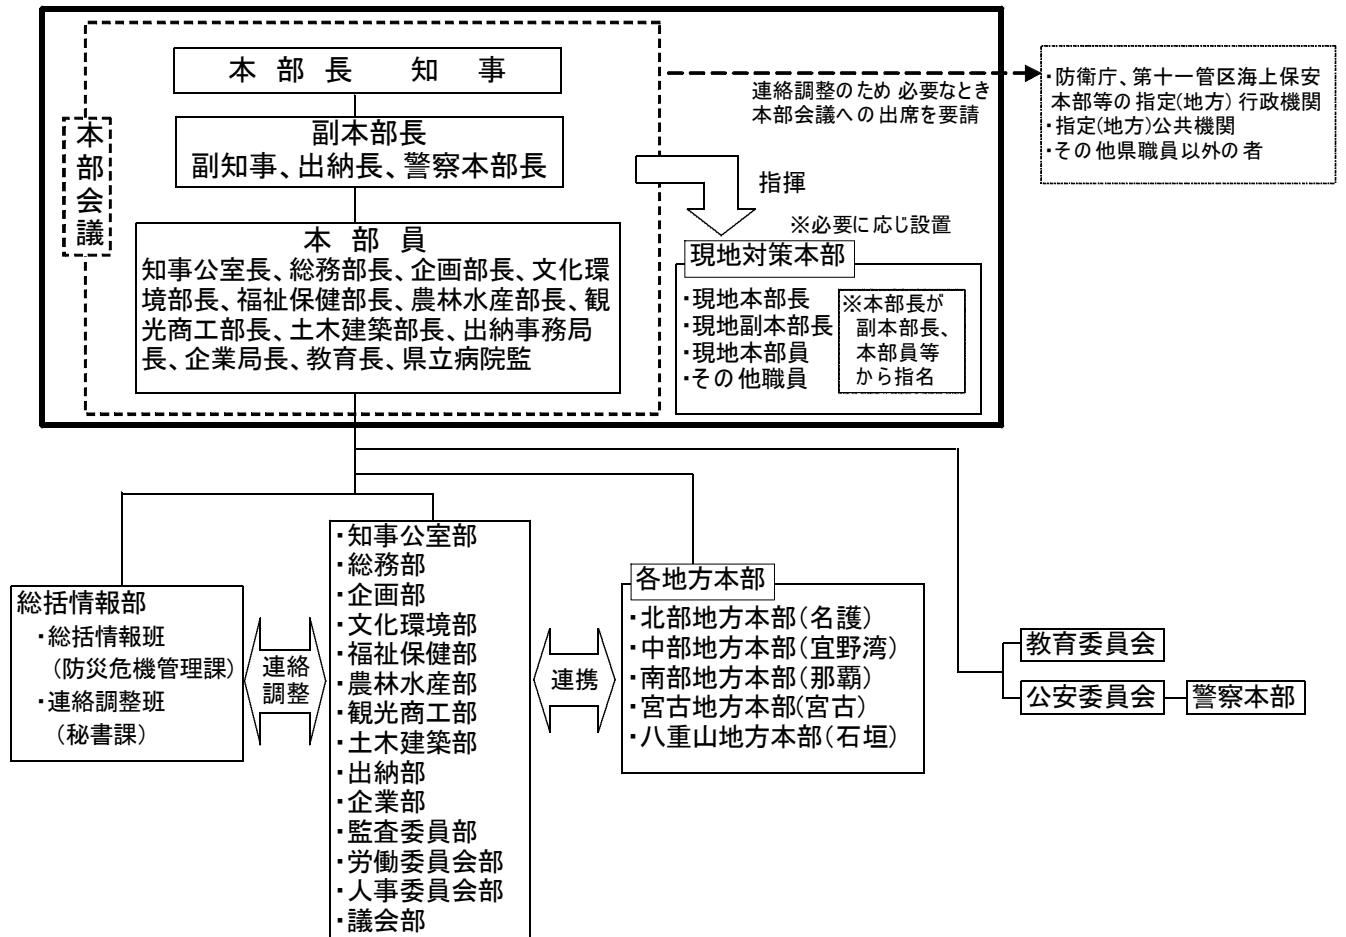 本部会議
本 部 長　知　事
副本部長
副知事、出納長、警察本部長
本 部 員
知事公室長、総務部長、企画部長、文化環
境部長、福祉保健部長、農林水産部長、観
光商工部長、土木建築部長、出納事務局
長、企業局長、教育長、県立病院監
連絡調整のため 必要なとき
本部会議への 出席を要請
・防衛庁、第十一管区海上保安
本部等の 指定(地方) 行政機関
・指定(地方)公共機関
・その他県職員以外の者
指揮
※必要に応じ設置
現地対策本部
・現地本部長
・現地副本部長
・現地本部員
・その他職員
※本部長が
副本部長、
本部員等
から指名
総括情報部
・総括情報班
(防災危機管理課)
・連絡調整班
(秘書課)
連絡
調整
・知事公室部
・総務部
・企画部
・文化環境部
・福祉保健部
・農林水産部
・観光商工部
・土木建築部
・出納部
・企業部
・監査委員部
・労働委員会部
・人事委員会部
・議会部
連携
各地方本部
・北部地方本部(名護)
・中部地方本部(宜野湾)
・南部地方本部(那覇)
・宮古地方本部(宮古)
・八重山地方本部(石垣)
教育委員会
公安委員会
警察本部